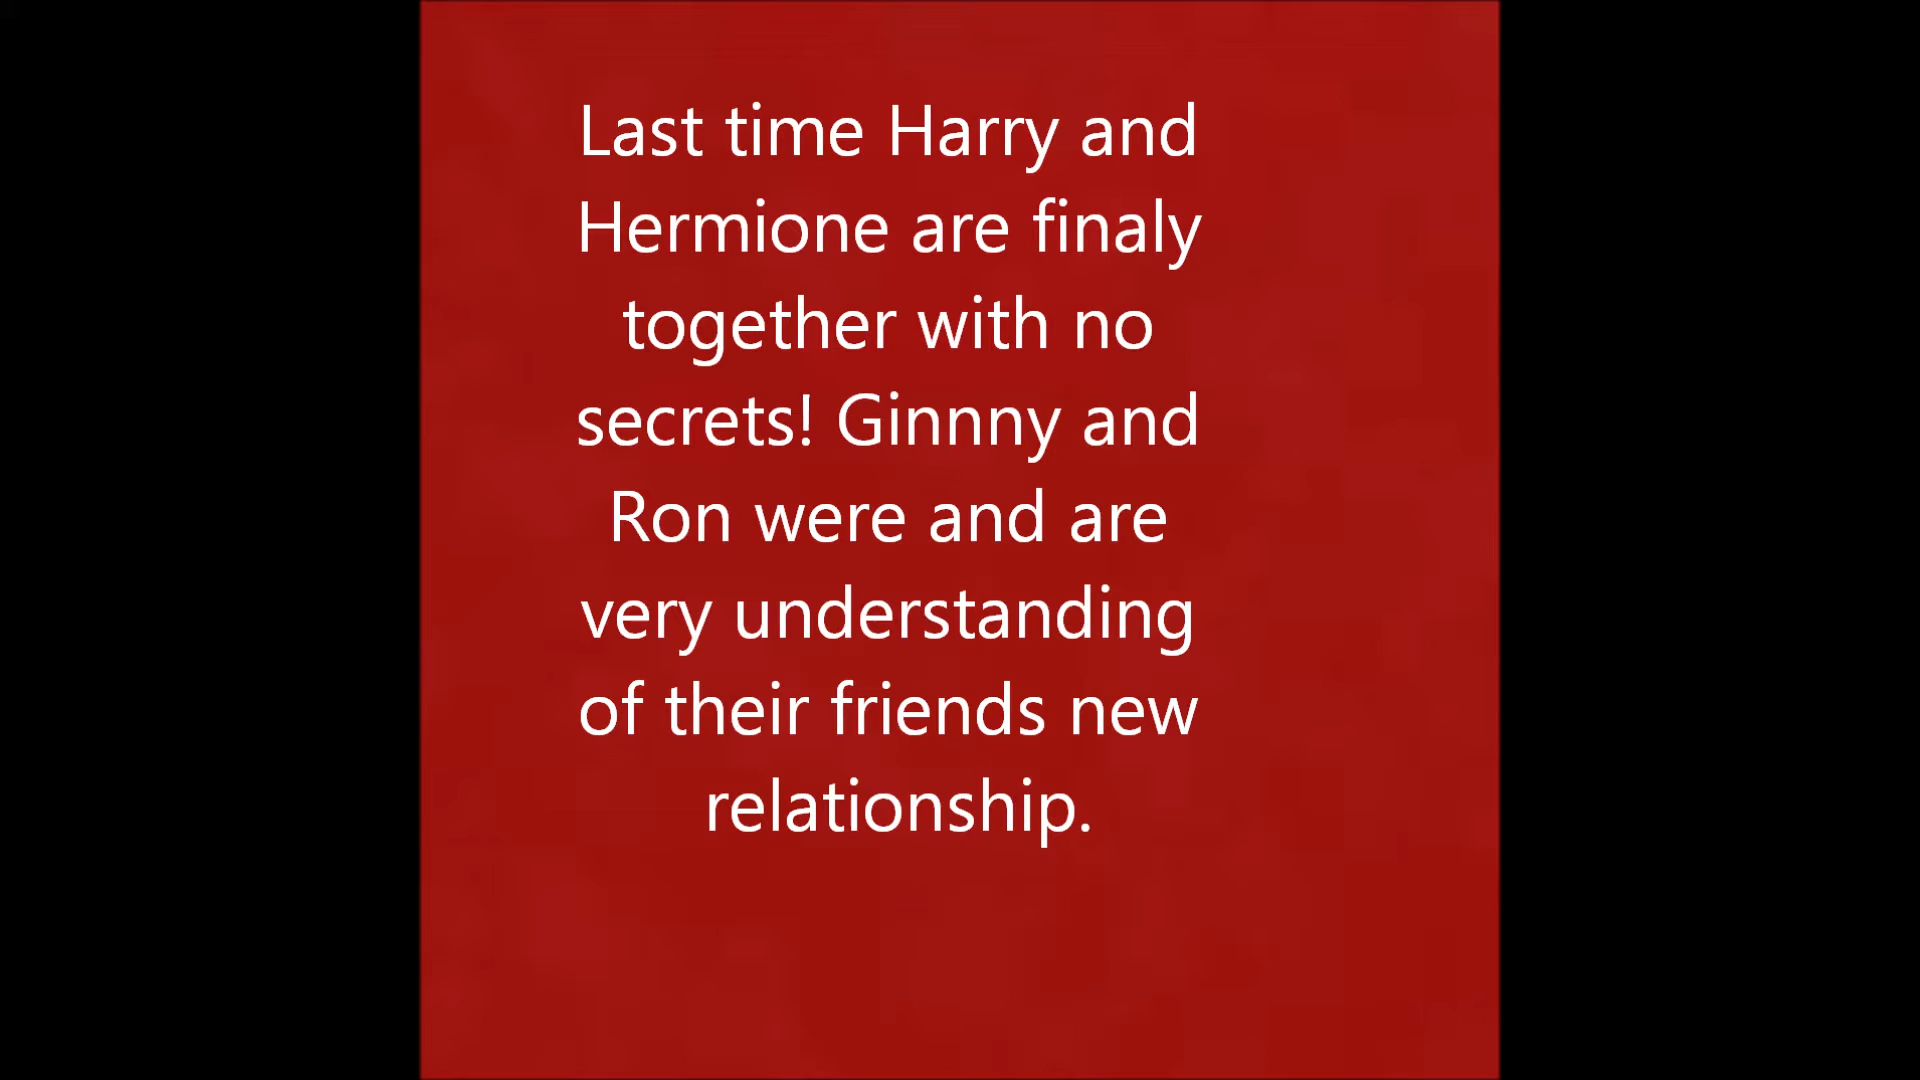 Last time Harry and
Hermione are finaly
together with no
secrets! Ginnny and
Ron were and are
very understanding
of their friends new
relationship.